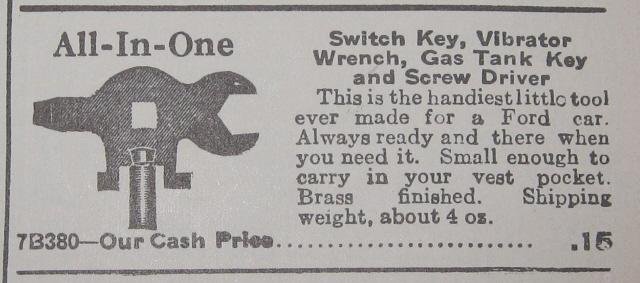 All-In-One
Switch Key, Vibrator
Wrench, Gas Tank Key
and Screw Driver
This is the handiest little tool
ever made for a Ford car.
Always ready and there when
you need it. Small enough to
carry in your vest pocket.
Brass finished. Shipping
weight, about 4 oz.
7B380—Our Cash Price.......................... .15